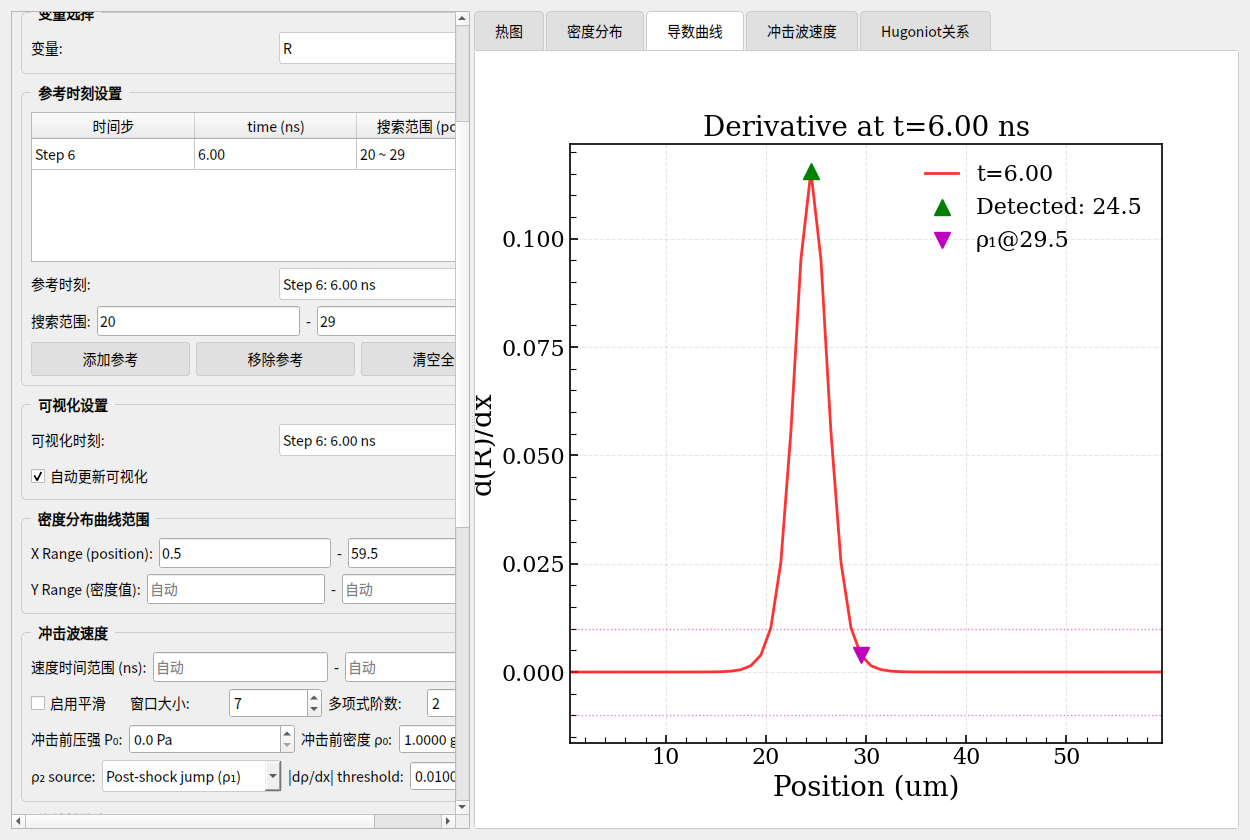 变量选择
变量:
R
参考时刻设置
时间步
time (ns)
搜索范围 (po
Step 6
6.00
20 ~ 29
参考时刻:
Step 6: 6.00 ns
搜索范围:
20
-
29
添加参考
移除参考
清空全
可视化设置
可视化时刻:
Step 6: 6.00 ns
自动更新可视化
密度分布曲线范围
X Range (position):
0.5
-
59.5
Y Range (密度值):
自动
-
自动
冲击波速度
速度时间范围 (ns):
自动
-
自动
启用平滑
窗口大小:
7
多项式阶数:
2
冲击前压强 P₀:
0.0 Pa
冲击前密度 ρ₀:
1.0000 g
ρ₂ source:
Post-shock jump (ρ₁)
|dρ/dx| threshold:
0.0100
热图
密度分布
导数曲线
冲击波速度
Hugoniot关系
Derivative at t=6.00 ns
t=6.00
Detected: 24.5
ρ₁@29.5
0.100
0.075
0.050
0.025
0.000
d(R)/dx
10
20
30
40
50
Position (um)